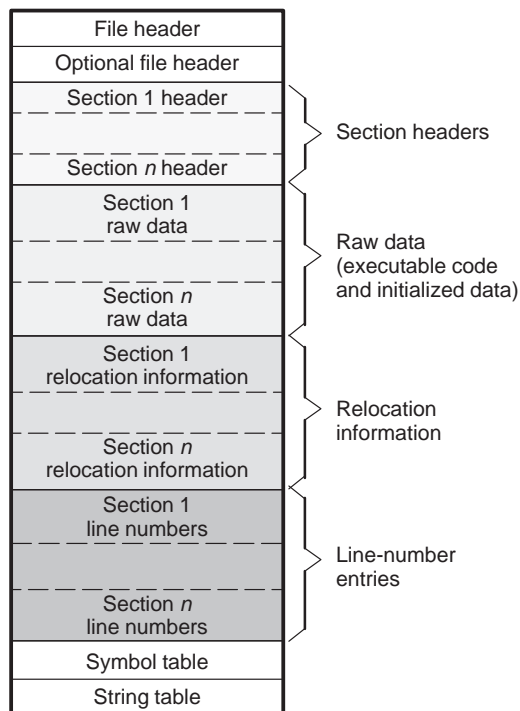 File header
Optional file header
Section 1 header
Section n header
Section headers
Section 1
raw data
Section n
raw data
Raw data
(executable code
and initialized data)
Section 1
relocation information
Section n
relocation information
Relocation
information
Section 1
line numbers
Section n
line numbers
Line-number
entries
Symbol table
String table